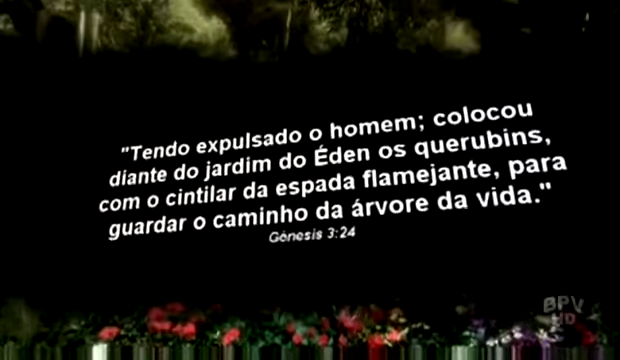 "Tendo expulsado o homem; colocou
diante do jardim do Éden os querubins,
com o cintilar da espada flamejante, para
guardar o caminho da árvore da vida."
Génesis 3:24
BPV
HD